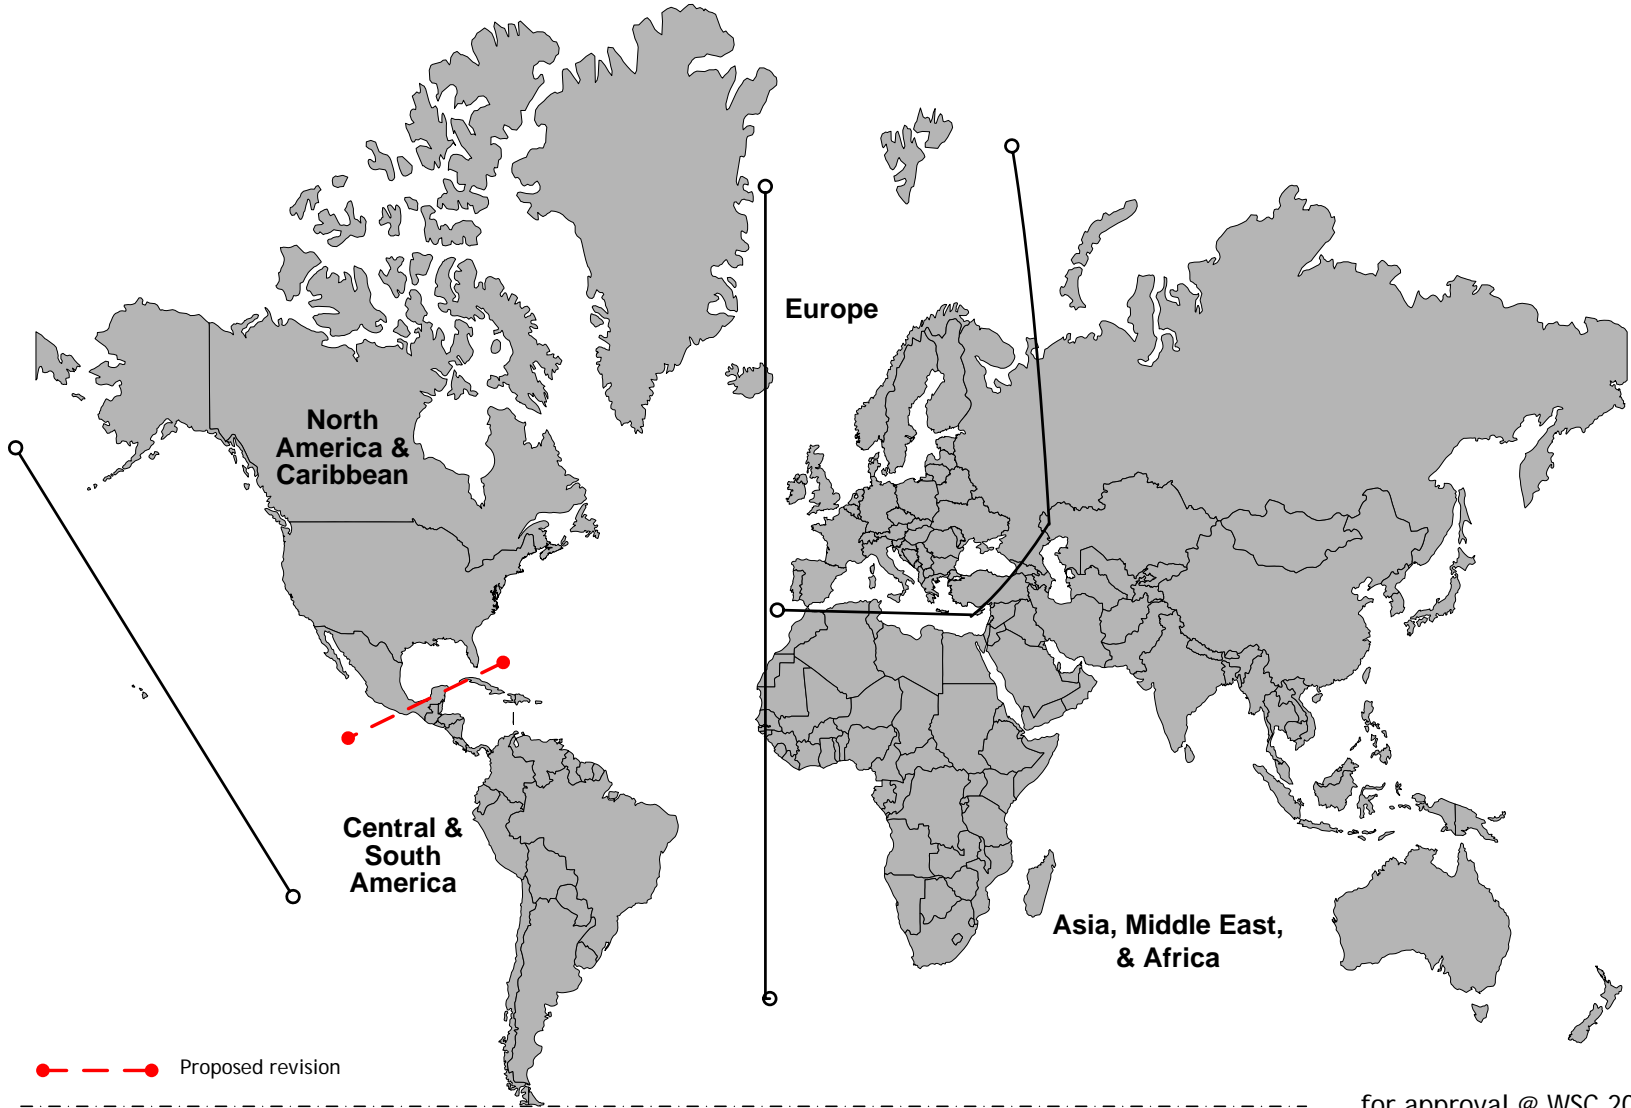 Europe
North
America &
Caribbean
Central &
South
America
Asia, Middle East,
& Africa
Proposed revision
for approval @ WSC 20